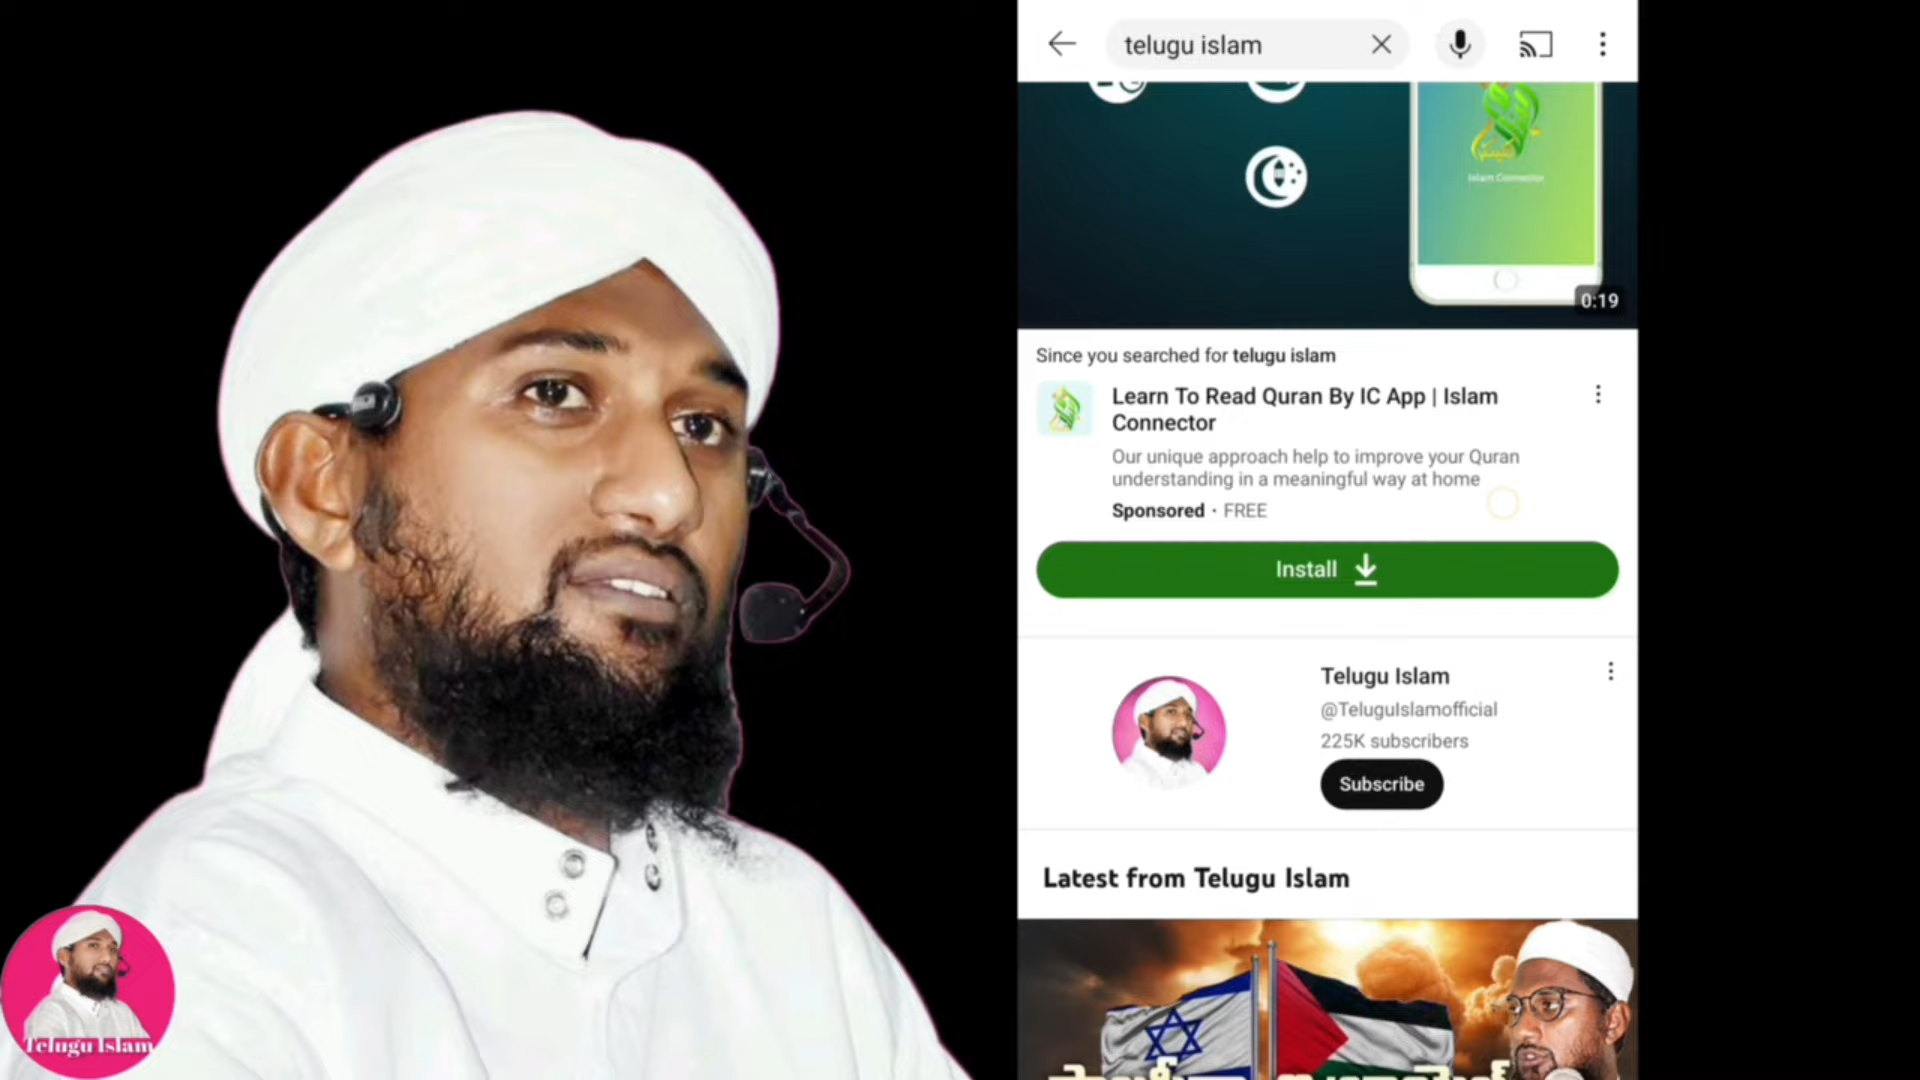 telugu islam
Islam Connector
0:19
Since you searched for telugu islam
Learn To Read Quran By IC App | Islam
Connector
Our unique approach help to improve your Quran
understanding in a meaningful way at home
Sponsored · FREE
Install
Telugu Islam
@TeluguIslamofficial
225K subscribers
Subscribe
Latest from Telugu Islam
Telugu Islam